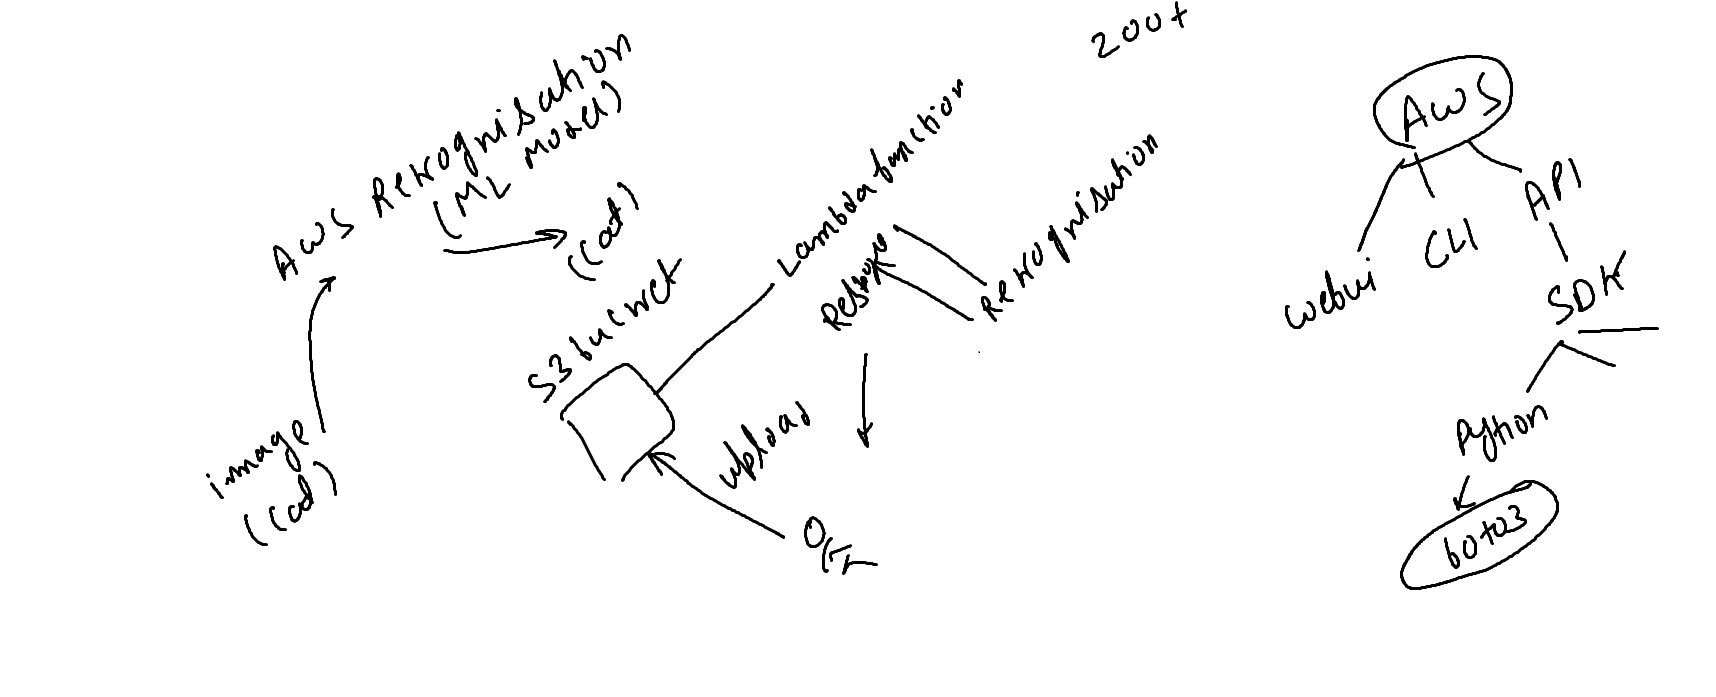 200+
AWS Rekognisation
(ML Model)
(cat)
image
(cat)
S3 bucket
Lambda function
Rekognisation
upload
AWS
webui
CLI
API
SDK
Python
boto3